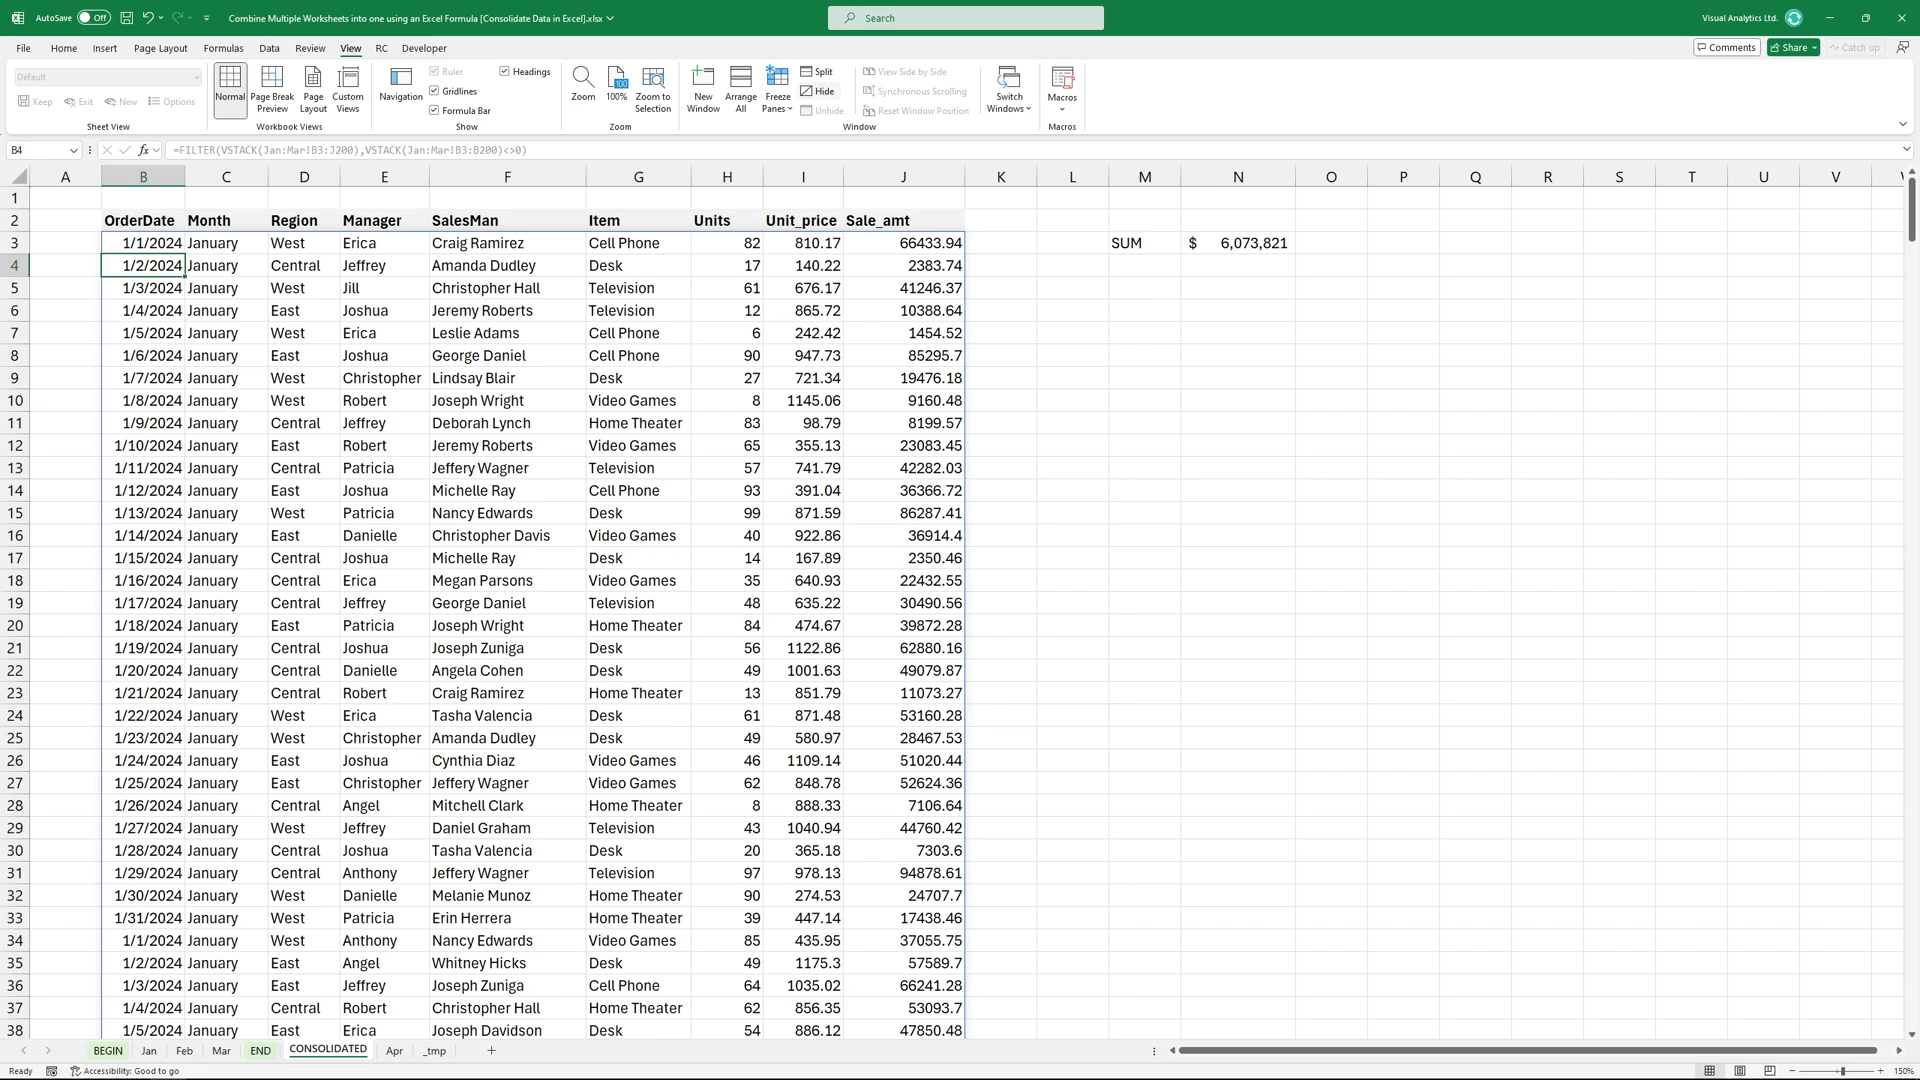 AutoSave Off Combine Multiple Worksheets into one using an Excel Formula [Consolidate Data in Excel].xlsx Search Visual Analytics Ltd.
File Home Insert Page Layout Formulas Data Review View RC Developer Comments Share Catch up
Default
Keep Exit New Options
Sheet View
Normal
Page Break Preview
Page Layout
Custom Views
Workbook Views
Navigation
Ruler
Gridlines
Formula Bar
Headings
Show
Zoom
100
100%
Zoom to Selection
Zoom
New Window
Arrange All
Freeze Panes
Split
Hide
Unhide
View Side by Side
Synchronous Scrolling
Reset Window Position
Window
Switch Windows
Macros
Macros
B4 fx =FILTER(VSTACK(Jan:Mar!B3:J200),VSTACK(Jan:Mar!B3:B200)<>0)
A B C D E F G H I J K L M N O P Q R S T U V
1
2 OrderDate Month Region Manager SalesMan Item Units Unit_price Sale_amt
3 1/1/2024 January West Erica Craig Ramirez Cell Phone 82 810.17 66433.94 SUM $ 6,073,821
4 1/2/2024 January Central Jeffrey Amanda Dudley Desk 17 140.22 2383.74
5 1/3/2024 January West Jill Christopher Hall Television 61 676.17 41246.37
6 1/4/2024 January East Joshua Jeremy Roberts Television 12 865.72 10388.64
7 1/5/2024 January West Erica Leslie Adams Cell Phone 6 242.42 1454.52
8 1/6/2024 January East Joshua George Daniel Cell Phone 90 947.73 85295.7
9 1/7/2024 January West Christopher Lindsay Blair Desk 27 721.34 19476.18
10 1/8/2024 January West Robert Joseph Wright Video Games 8 1145.06 9160.48
11 1/9/2024 January Central Jeffrey Deborah Lynch Home Theater 83 98.79 8199.57
12 1/10/2024 January East Robert Jeremy Roberts Video Games 65 355.13 23083.45
13 1/11/2024 January Central Patricia Jeffery Wagner Television 57 741.79 42282.03
14 1/12/2024 January East Joshua Michelle Ray Cell Phone 93 391.04 36366.72
15 1/13/2024 January West Patricia Nancy Edwards Desk 99 871.59 86287.41
16 1/14/2024 January East Danielle Christopher Davis Video Games 40 922.86 36914.4
17 1/15/2024 January Central Joshua Michelle Ray Desk 14 167.89 2350.46
18 1/16/2024 January Central Erica Megan Parsons Video Games 35 640.93 22432.55
19 1/17/2024 January Central Jeffrey George Daniel Television 48 635.22 30490.56
20 1/18/2024 January East Patricia Joseph Wright Home Theater 84 474.67 39872.28
21 1/19/2024 January Central Joshua Joseph Zuniga Desk 56 1122.86 62880.16
22 1/20/2024 January Central Danielle Angela Cohen Desk 49 1001.63 49079.87
23 1/21/2024 January Central Robert Craig Ramirez Home Theater 13 851.79 11073.27
24 1/22/2024 January West Erica Tasha Valencia Desk 61 871.48 53160.28
25 1/23/2024 January West Christopher Amanda Dudley Desk 49 580.97 28467.53
26 1/24/2024 January East Joshua Cynthia Diaz Video Games 46 1109.14 51020.44
27 1/25/2024 January East Christopher Jeffery Wagner Video Games 62 848.78 52624.36
28 1/26/2024 January Central Angel Mitchell Clark Home Theater 8 888.33 7106.64
29 1/27/2024 January West Jeffrey Daniel Graham Television 43 1040.94 44760.42
30 1/28/2024 January Central Joshua Tasha Valencia Desk 20 365.18 7303.6
31 1/29/2024 January Central Anthony Jeffery Wagner Television 97 978.13 94878.61
32 1/30/2024 January West Danielle Melanie Munoz Home Theater 90 274.53 24707.7
33 1/31/2024 January West Patricia Erin Herrera Home Theater 39 447.14 17438.46
34 1/1/2024 January West Anthony Nancy Edwards Video Games 85 435.95 37055.75
35 1/2/2024 January East Angel Whitney Hicks Desk 49 1175.3 57589.7
36 1/3/2024 January East Jeffrey Joseph Zuniga Cell Phone 64 1035.02 66241.28
37 1/4/2024 January Central Robert Christopher Hall Home Theater 62 856.35 53093.7
38 1/5/2024 January East Erica Joseph Davidson Desk 54 886.12 47850.48
BEGIN Jan Feb Mar END CONSOLIDATED Apr _tmp
Ready Accessibility: Good to go 150%